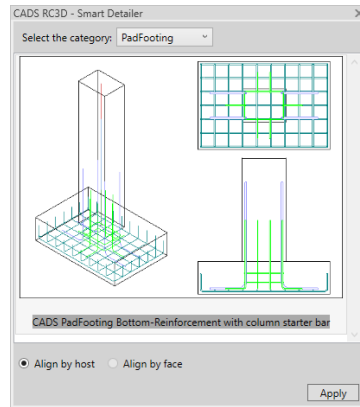 CADS RC3D - Smart Detailer
Select the category: PadFooting
CADS PadFooting Bottom-Reinforcement with column starter bar
Align by host Align by face
Apply